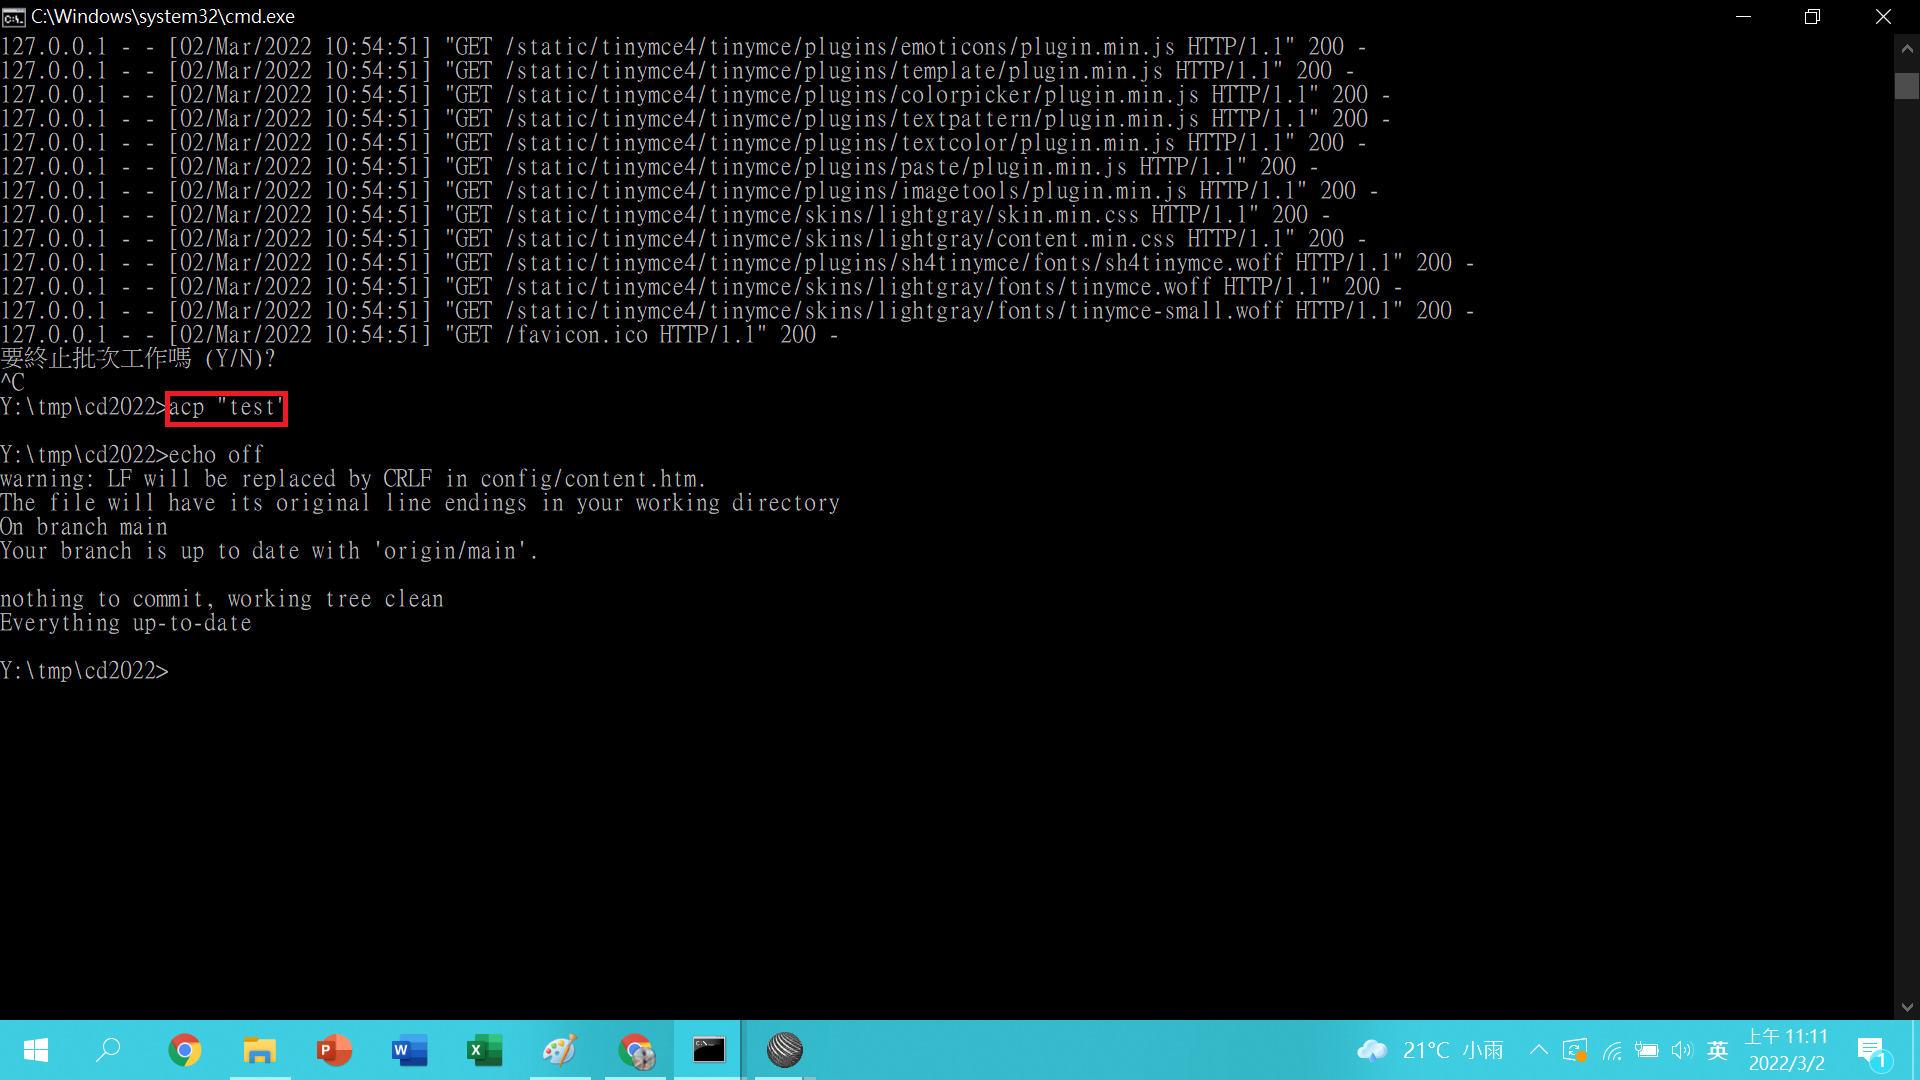 C:\Windows\system32\cmd.exe
127.0.0.1 - - [02/Mar/2022 10:54:51] "GET /static/tinymce4/tinymce/plugins/emoticons/plugin.min.js HTTP/1.1" 200 -
127.0.0.1 - - [02/Mar/2022 10:54:51] "GET /static/tinymce4/tinymce/plugins/template/plugin.min.js HTTP/1.1" 200 -
127.0.0.1 - - [02/Mar/2022 10:54:51] "GET /static/tinymce4/tinymce/plugins/colorpicker/plugin.min.js HTTP/1.1" 200 -
127.0.0.1 - - [02/Mar/2022 10:54:51] "GET /static/tinymce4/tinymce/plugins/textpattern/plugin.min.js HTTP/1.1" 200 -
127.0.0.1 - - [02/Mar/2022 10:54:51] "GET /static/tinymce4/tinymce/plugins/textcolor/plugin.min.js HTTP/1.1" 200 -
127.0.0.1 - - [02/Mar/2022 10:54:51] "GET /static/tinymce4/tinymce/plugins/paste/plugin.min.js HTTP/1.1" 200 -
127.0.0.1 - - [02/Mar/2022 10:54:51] "GET /static/tinymce4/tinymce/plugins/imagetools/plugin.min.js HTTP/1.1" 200 -
127.0.0.1 - - [02/Mar/2022 10:54:51] "GET /static/tinymce4/tinymce/skins/lightgray/skin.min.css HTTP/1.1" 200 -
127.0.0.1 - - [02/Mar/2022 10:54:51] "GET /static/tinymce4/tinymce/skins/lightgray/content.min.css HTTP/1.1" 200 -
127.0.0.1 - - [02/Mar/2022 10:54:51] "GET /static/tinymce4/tinymce/plugins/sh4tinymce/fonts/sh4tinymce.woff HTTP/1.1" 200 -
127.0.0.1 - - [02/Mar/2022 10:54:51] "GET /static/tinymce4/tinymce/skins/lightgray/fonts/tinymce.woff HTTP/1.1" 200 -
127.0.0.1 - - [02/Mar/2022 10:54:51] "GET /static/tinymce4/tinymce/skins/lightgray/fonts/tinymce-small.woff HTTP/1.1" 200 -
127.0.0.1 - - [02/Mar/2022 10:54:51] "GET /favicon.ico HTTP/1.1" 200 -
要終止批次工作嗎 (Y/N)?
^C
Y:\tmp\cd2022>acp "test"
Y:\tmp\cd2022>echo off
warning: LF will be replaced by CRLF in config/content.htm.
The file will have its original line endings in your working directory
On branch main
Your branch is up to date with 'origin/main'.
nothing to commit, working tree clean
Everything up-to-date
Y:\tmp\cd2022>
21°C 小雨
英
上午 11:11
2022/3/2
1